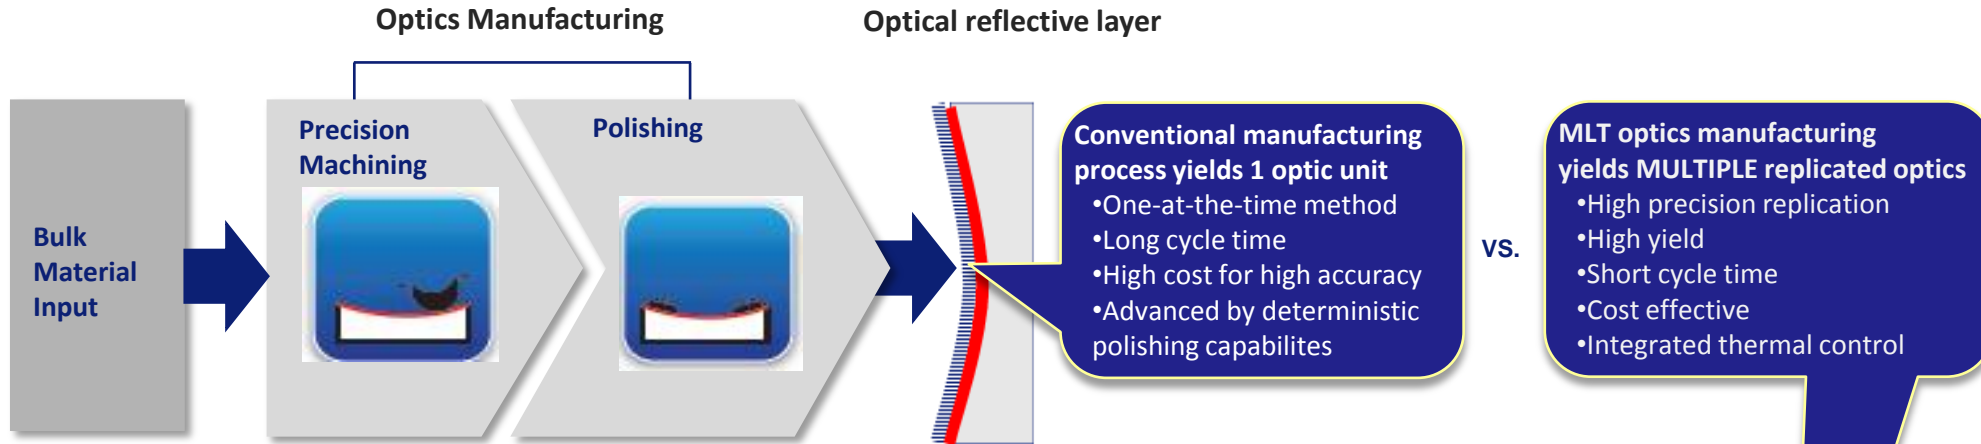 Optics Manufacturing
Optical reflective layer
Bulk
Material
Input
Precision
Machining
Polishing
Conventional manufacturing
process yields 1 optic unit
•One-at-the-time method
•Long cycle time
•High cost for high accuracy
•Advanced by deterministic
polishing capabilites
VS.
MLT optics manufacturing
yields MULTIPLE replicated optics
•High precision replication
•High yield
•Short cycle time
•Cost effective
•Integrated thermal control